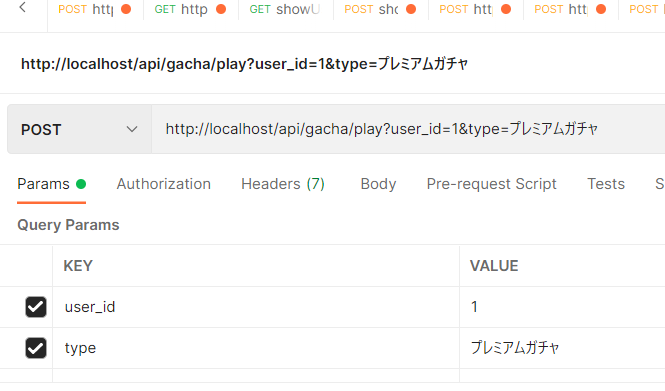 POST http GET http GET showU POST sho POST htt POST htt POST
http://localhost/api/gacha/play?user_id=1&type=プレミアムガチャ
POST http://localhost/api/gacha/play?user_id=1&type=プレミアムガチャ
Params Authorization Headers (7) Body Pre-request Script Tests S
Query Params
KEY VALUE
user_id 1
type プレミアムガチャ